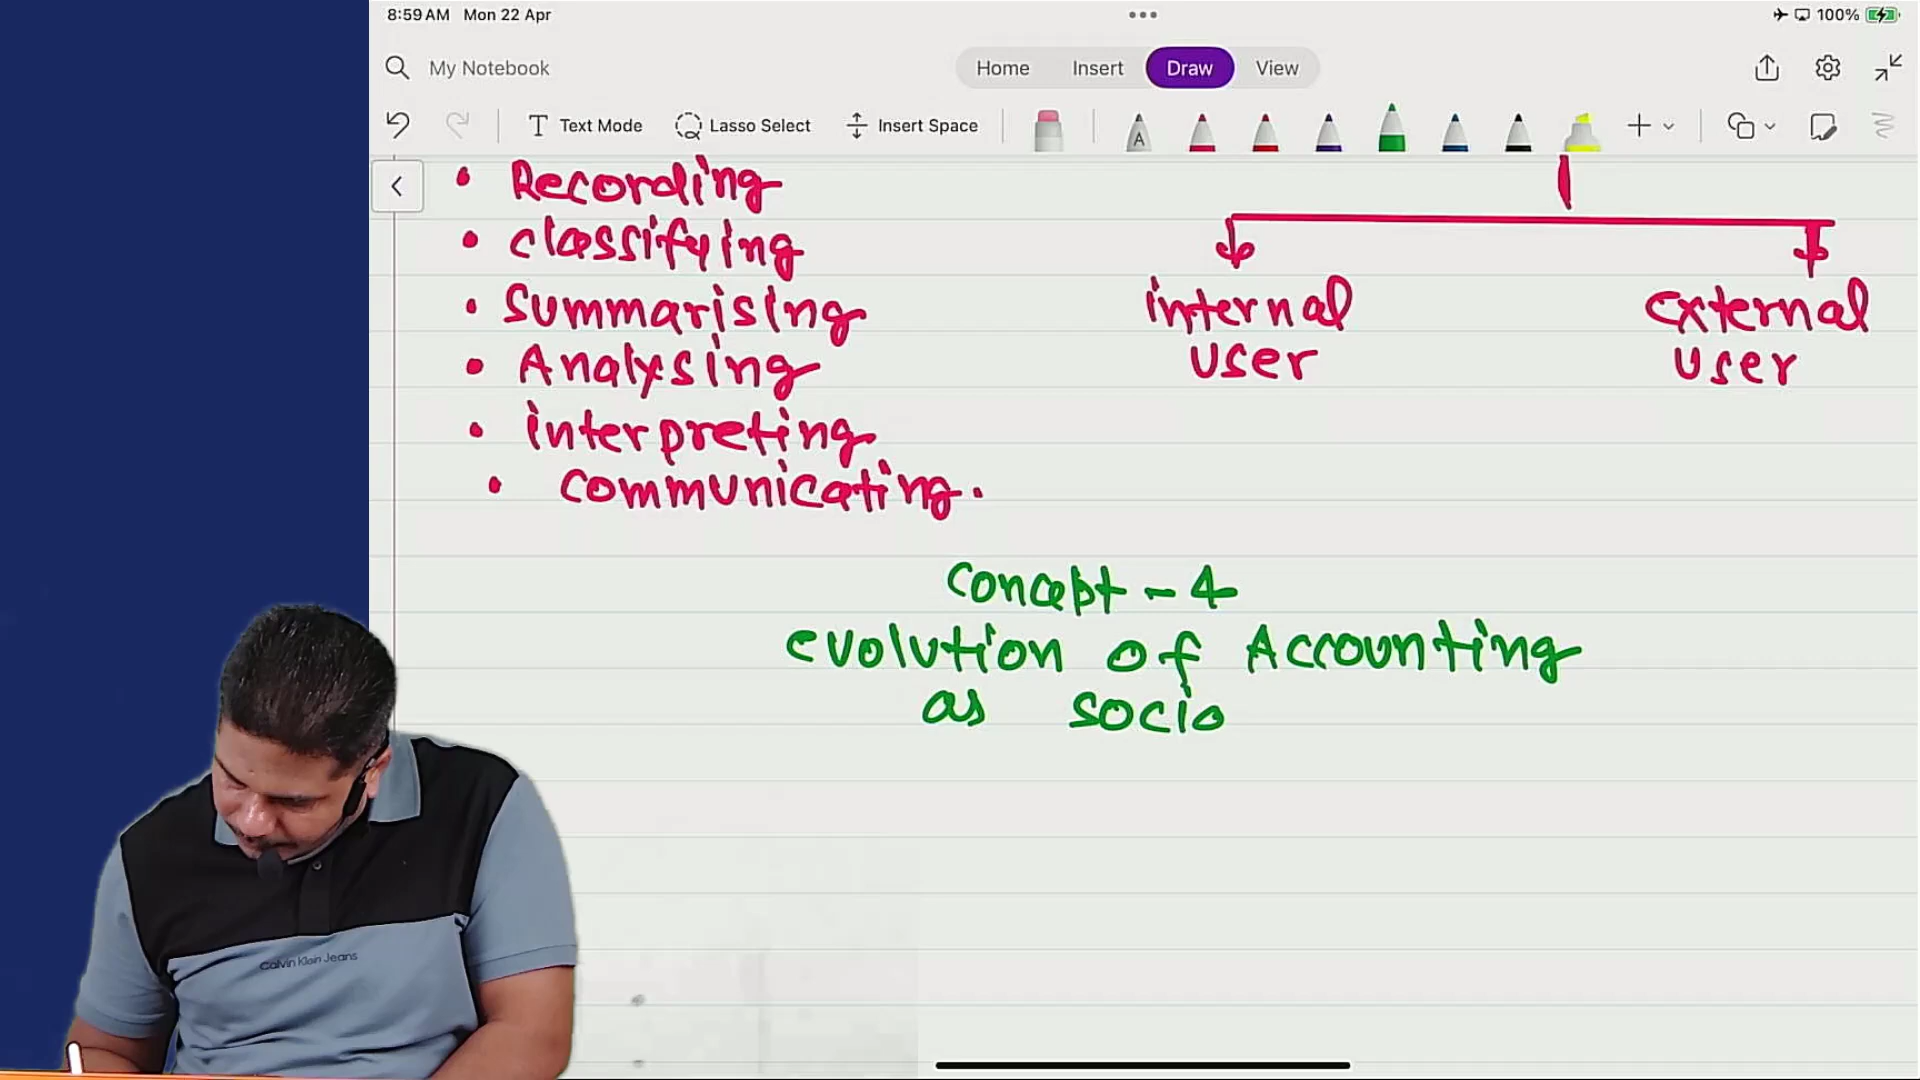 8:59 AM Mon 22 Apr
100%
My Notebook
Home Insert Draw View
Text Mode Lasso Select Insert Space
A
• Recording
• classifying
• Summarising
• Analysing
• interpreting
• communicating.
internal
user
external
user
concept - 4
evolution of Accounting
as socio
Calvin Klein Jeans